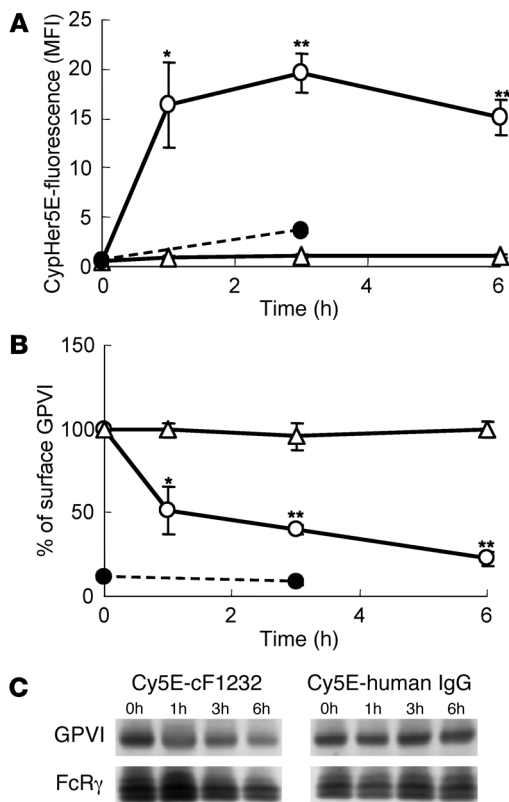 A
CypHer5E-fluorescence (MFI)
25
20
15
10
5
0
*
**
**
0 2 4 6
Time (h)
B
% of surface GPVI
150
100
50
0
*
**
**
0 2 4 6
Time (h)
C
Cy5E-cF1232 Cy5E-human IgG
0h 1h 3h 6h 0h 1h 3h 6h
GPVI
FcRγ